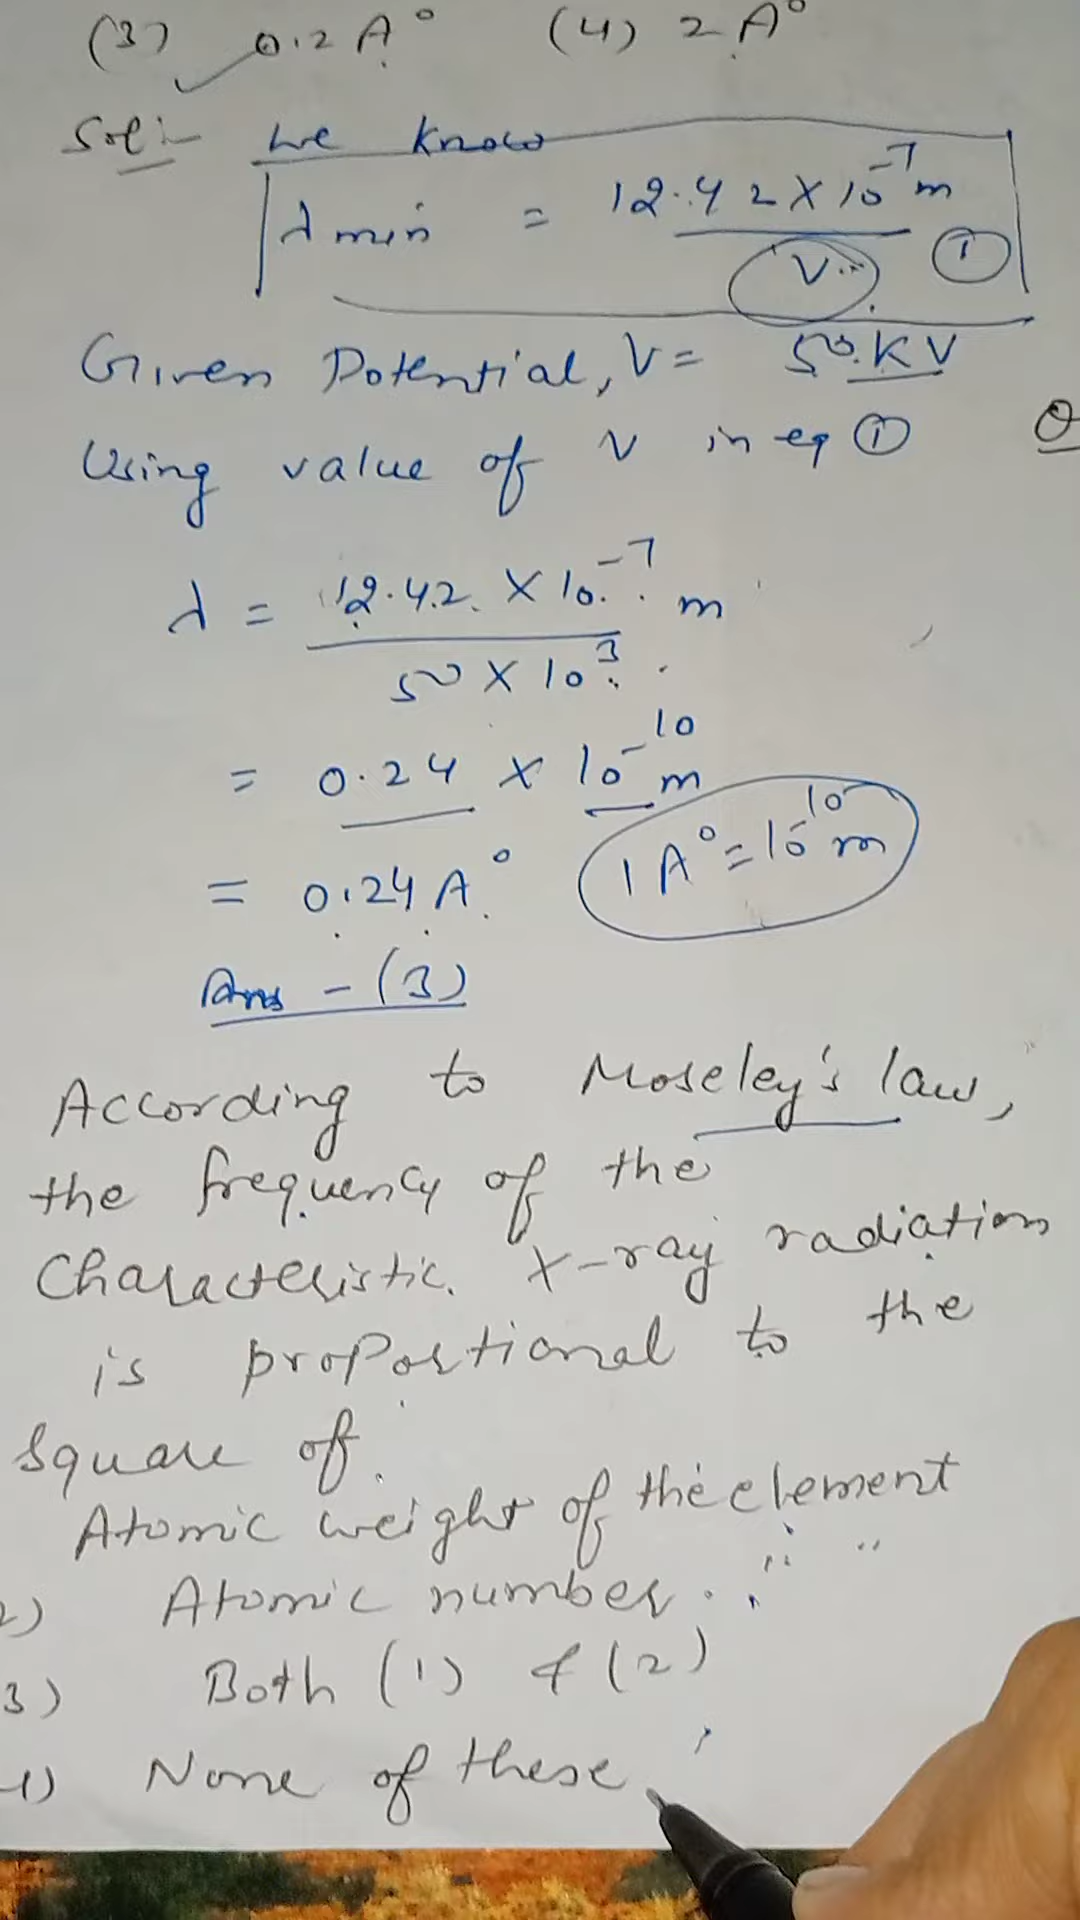 (3) 0.2 A° (4) 2 A°
Sol:- we know
λ min = 12.42 X 10⁻⁷ m
V ①
Given Potential, V = 50 KV
Using value of V in eq ①
λ = 12.42 X 10⁻⁷ m
50 X 10³
= 0.24 X 10⁻¹⁰ m
= 0.24 A° 1 A° = 10⁻¹⁰ m
Ans - (3)
According to Moseley's law,
the frequency of the
Characteristic X-ray radiation
is proportional to the
Square of
Atomic weight of the element
2) Atomic number " " "
3) Both (1) & (2)
4) None of these